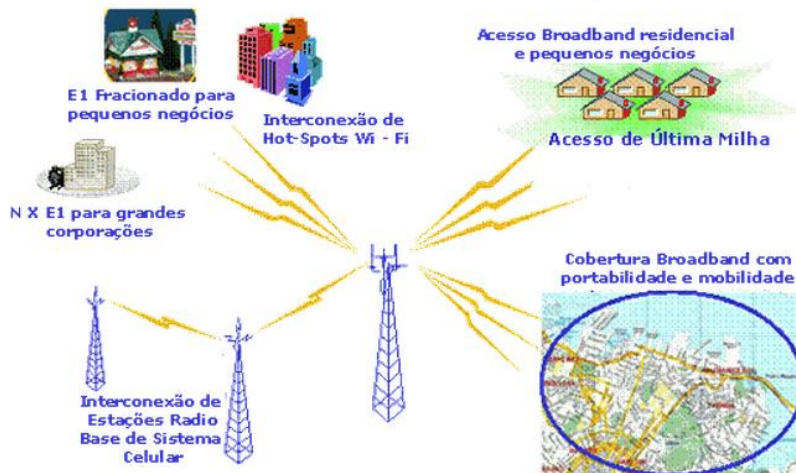 E1 Fracionado para
pequenos negócios
Interconexão de
Hot-Spots Wi - Fi
Acesso Broadband residencial
e pequenos negócios
Acesso de Última Milha
N X E1 para grandes
corporações
Cobertura Broadband com
portabilidade e mobilidade
Interconexão de
Estações Radio
Base de Sistema
Celular